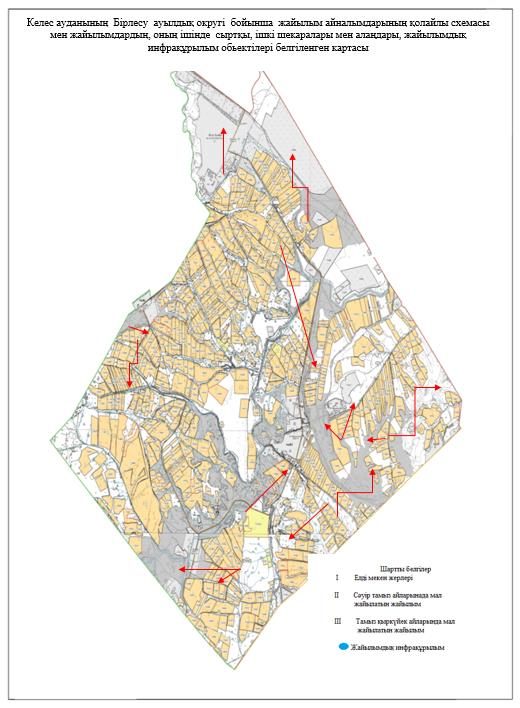 Келес ауданының Бірлесу ауылдық округі бойынша жайылым айналымдарының қолайлы схемасы
мен жайылымдардың, оның ішінде сыртқы, ішкі шекаралары мен алаңдары, жайылымдық
инфрақұрылым объектілері белгіленген картасы
Шартты белгілер
I Елді мекен жерлері
II Сәуір тамыз айларынада мал
жайылатын жайылым
III Тамыз қыркүйек айларында мал
жайылатын жайылым
Жайылымдық инфрақұрылым